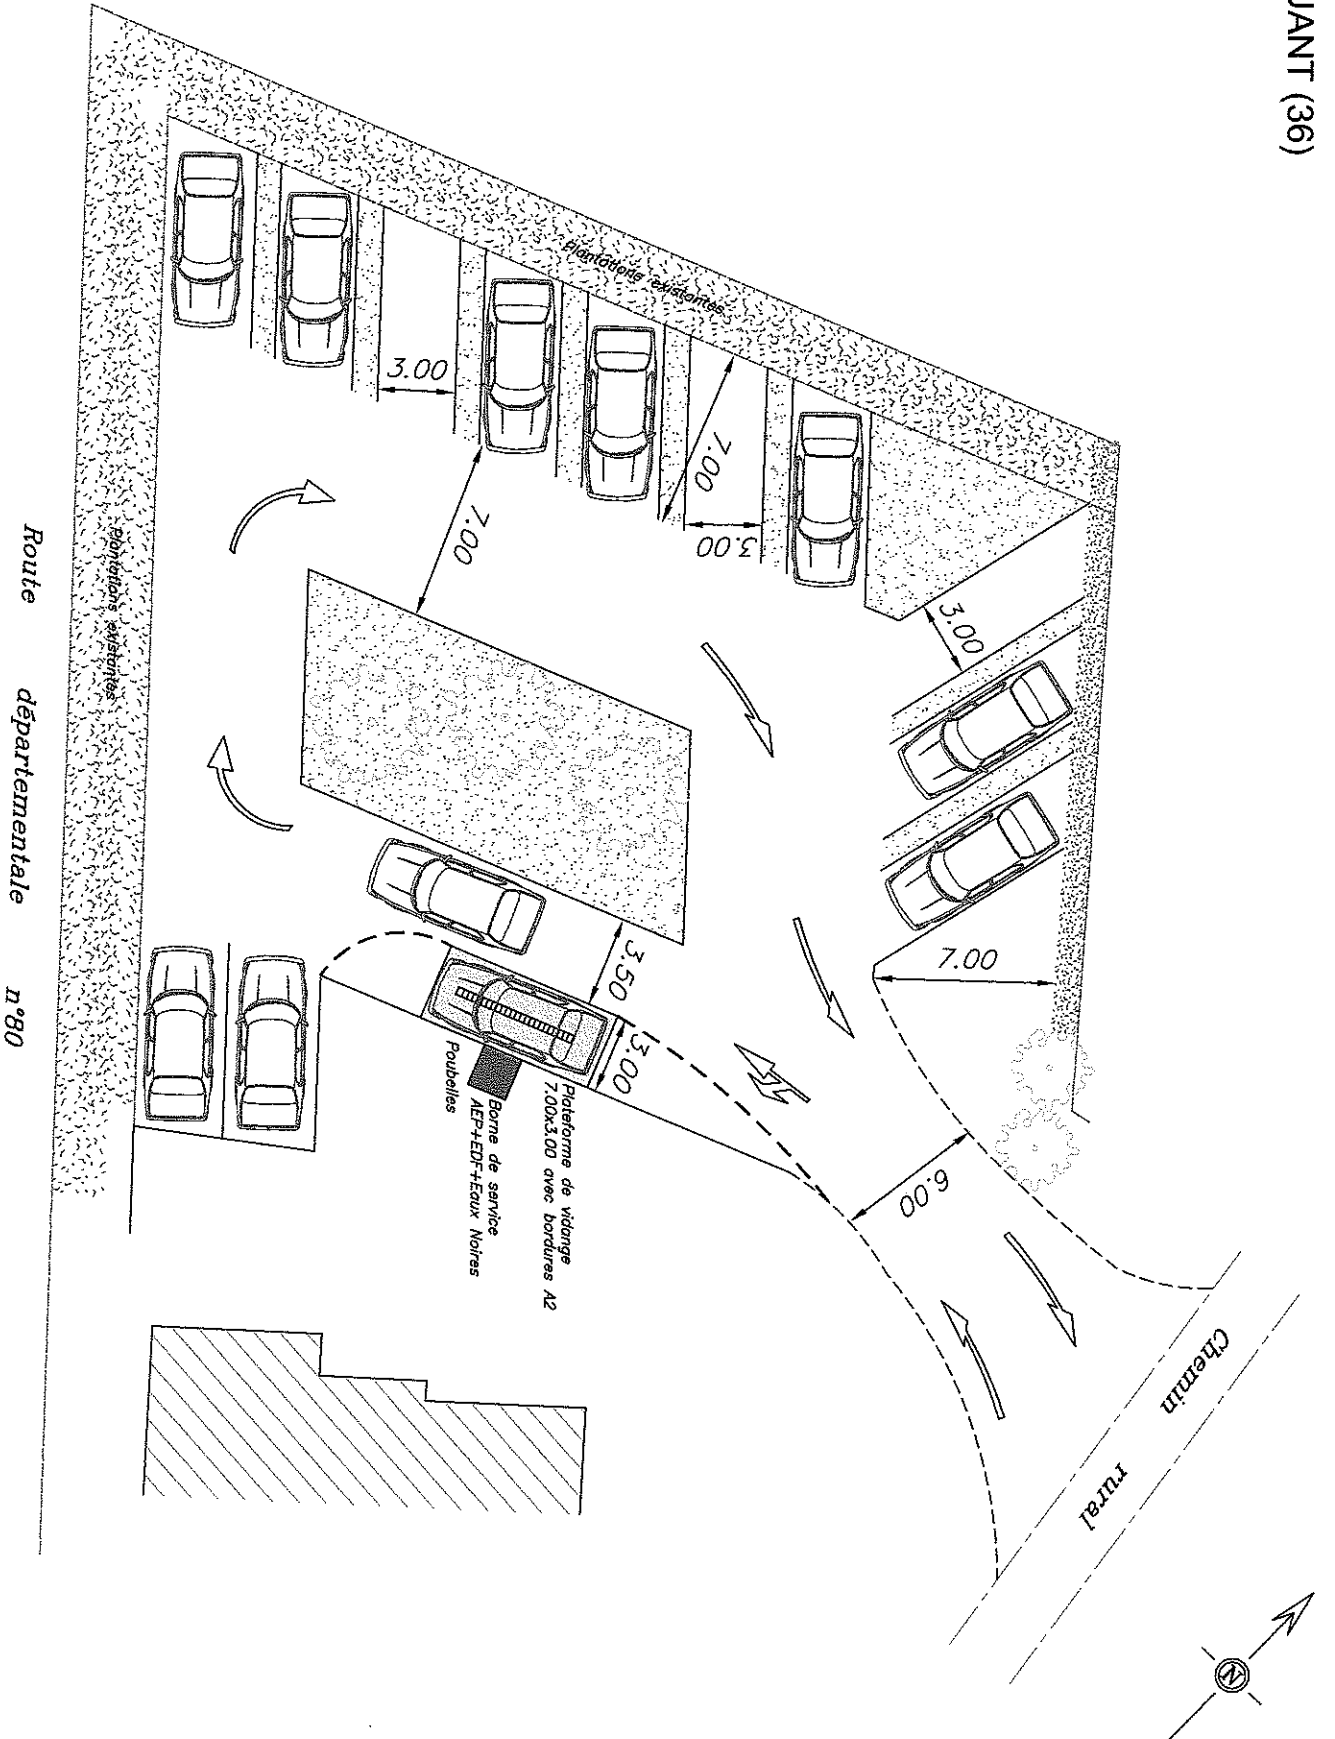 UANT (36)
Plantations existantes
3.00
7.00
3.00
7.00
3.00
Plantations existantes
7.00
3.50
3.00
Plateforme de vidange
7.00x3.00 avec bordures A2
Borne de service
AEP+EDF+Eaux Noires
Poubelles
6.00
Chemin rural
Route départementale n°80
N